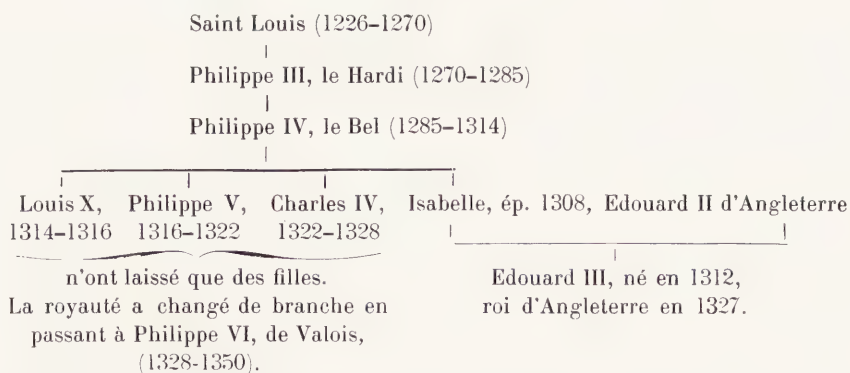 Saint Louis (1226–1270)
Philippe III, le Hardi (1270–1285)
Philippe IV, le Bel (1285–1314)
Louis X,
1314–1316
Philippe V,
1316–1322
Charles IV,
1322–1328
Isabelle, ép. 1308, Edouard II d'Angleterre
n'ont laissé que des filles.
La royauté a changé de branche en
passant à Philippe VI, de Valois,
(1328-1350).
Edouard III, né en 1312,
roi d'Angleterre en 1327.